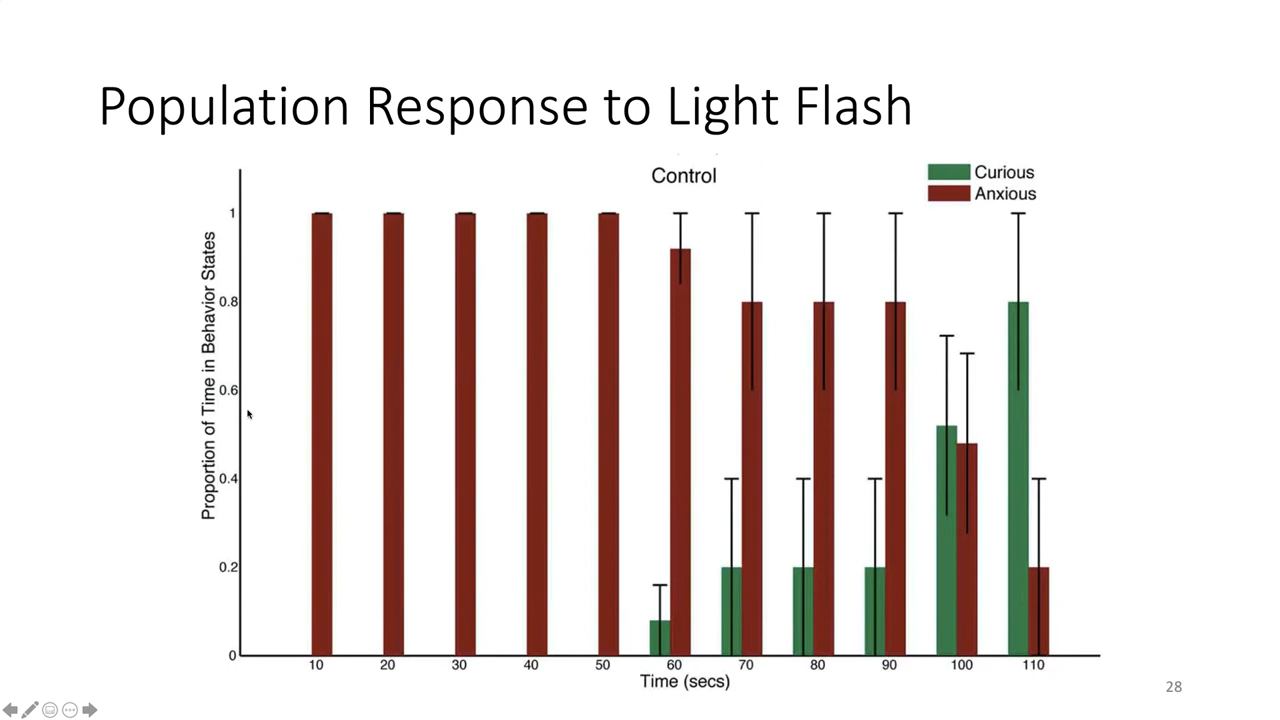 Population Response to Light Flash
Control
Curious
Anxious
Proportion of Time in Behavior States
1
0.8
0.6
0.4
0.2
0
10 20 30 40 50 60 70 80 90 100 110
Time (secs)
28